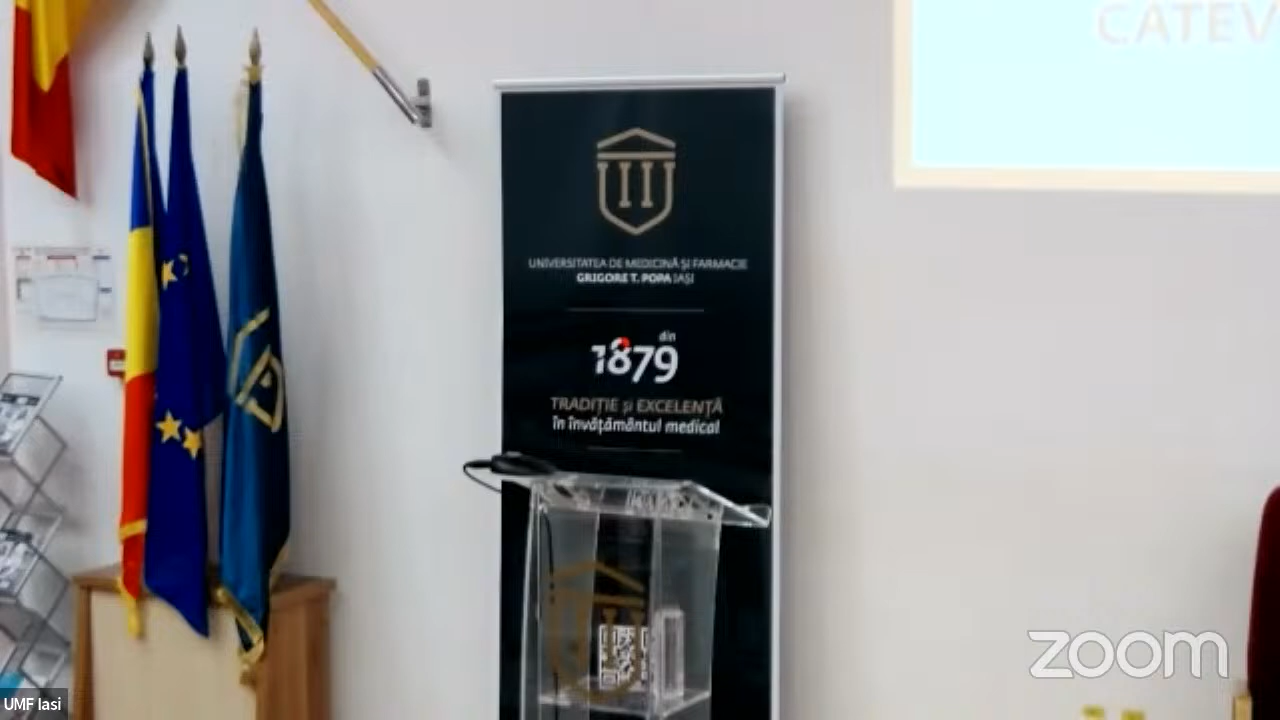 CATEV
UNIVERSITATEA DE MEDICINĂ ȘI FARMACIE
GRIGORE T. POPA IAȘI
din
1879
TRADIȚIE și EXCELENȚĂ
în învățământul medical
zoom
UMF Iasi